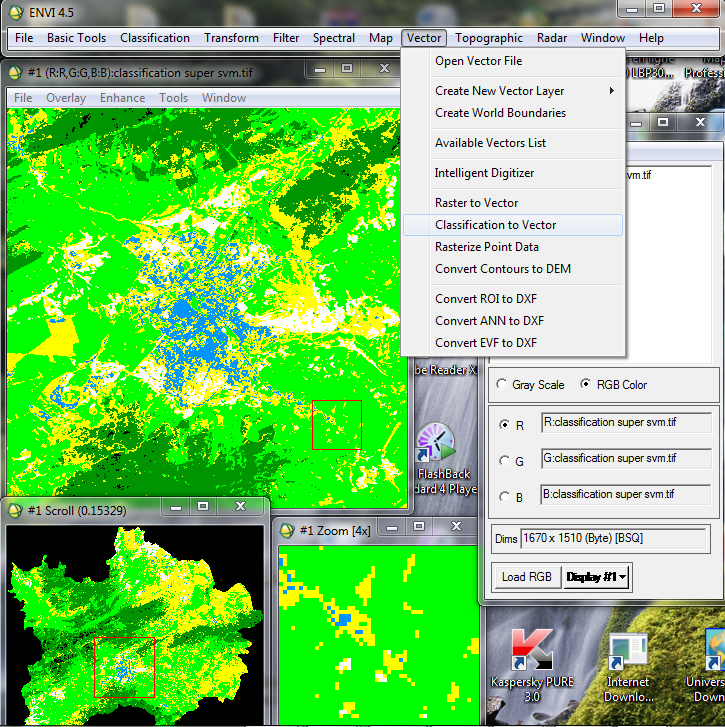 ENVI 4.5
File Basic Tools Classification Transform Filter Spectral Map Vector Topographic Radar Window Help
#1 (R:R,G:G,B:B):classification super svm.tif
File Overlay Enhance Tools Window
Open Vector File
Create New Vector Layer
Create World Boundaries
Available Vectors List
Intelligent Digitizer
Raster to Vector
Classification to Vector
Rasterize Point Data
Convert Contours to DEM
Convert ROI to DXF
Convert ANN to DXF
Convert EVF to DXF
LBP30...
Profession
vm.tif
be Reader X
FlashBack
dard 4 Playe
Gray Scale RGB Color
R R:classification super svm.tif
G G:classification super svm.tif
B B:classification super svm.tif
Dims 1670 x 1510 (Byte) [BSQ]
Load RGB Display #1
#1 Scroll (0.15329)
#1 Zoom [4x]
Kaspersky PURE
3.0
Internet
Downlo...
Univers
Down